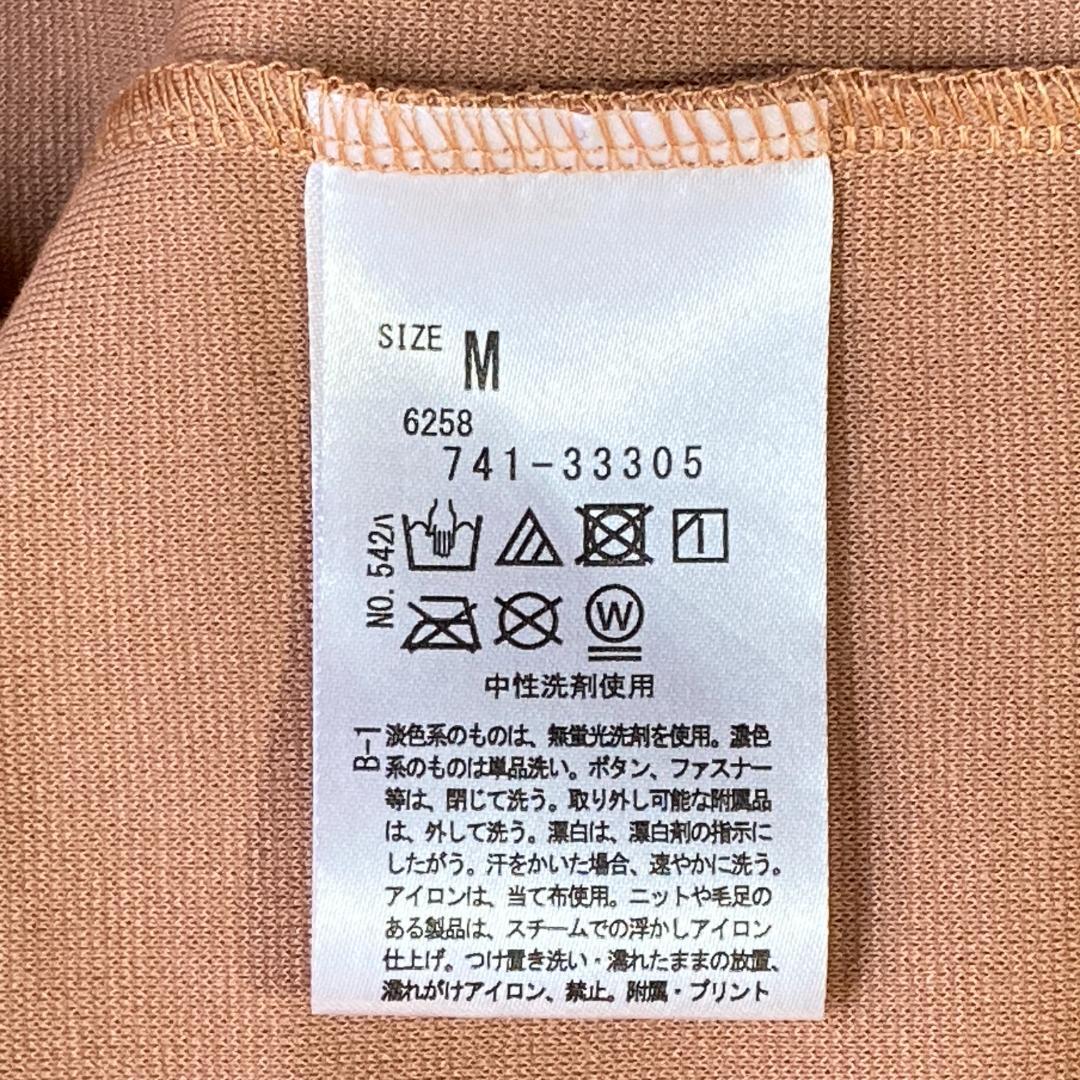 SIZE M
6258
741-33305
NO. 542ハ
W
中性洗剤使用
B-1
淡色系のものは、無蛍光洗剤を使用。濃色
系のものは単品洗い。ボタン、ファスナー
等は、閉じて洗う。取り外し可能な附属品
は、外して洗う。漂白は、漂白剤の指示に
したがう。汗をかいた場合、速やかに洗う。
アイロンは、当て布使用。ニットや毛足の
ある製品は、スチームでの浮かしアイロン
仕上げ。つけ置き洗い・濡れたままの放置、
濡れがけアイロン、禁止。附属・プリント